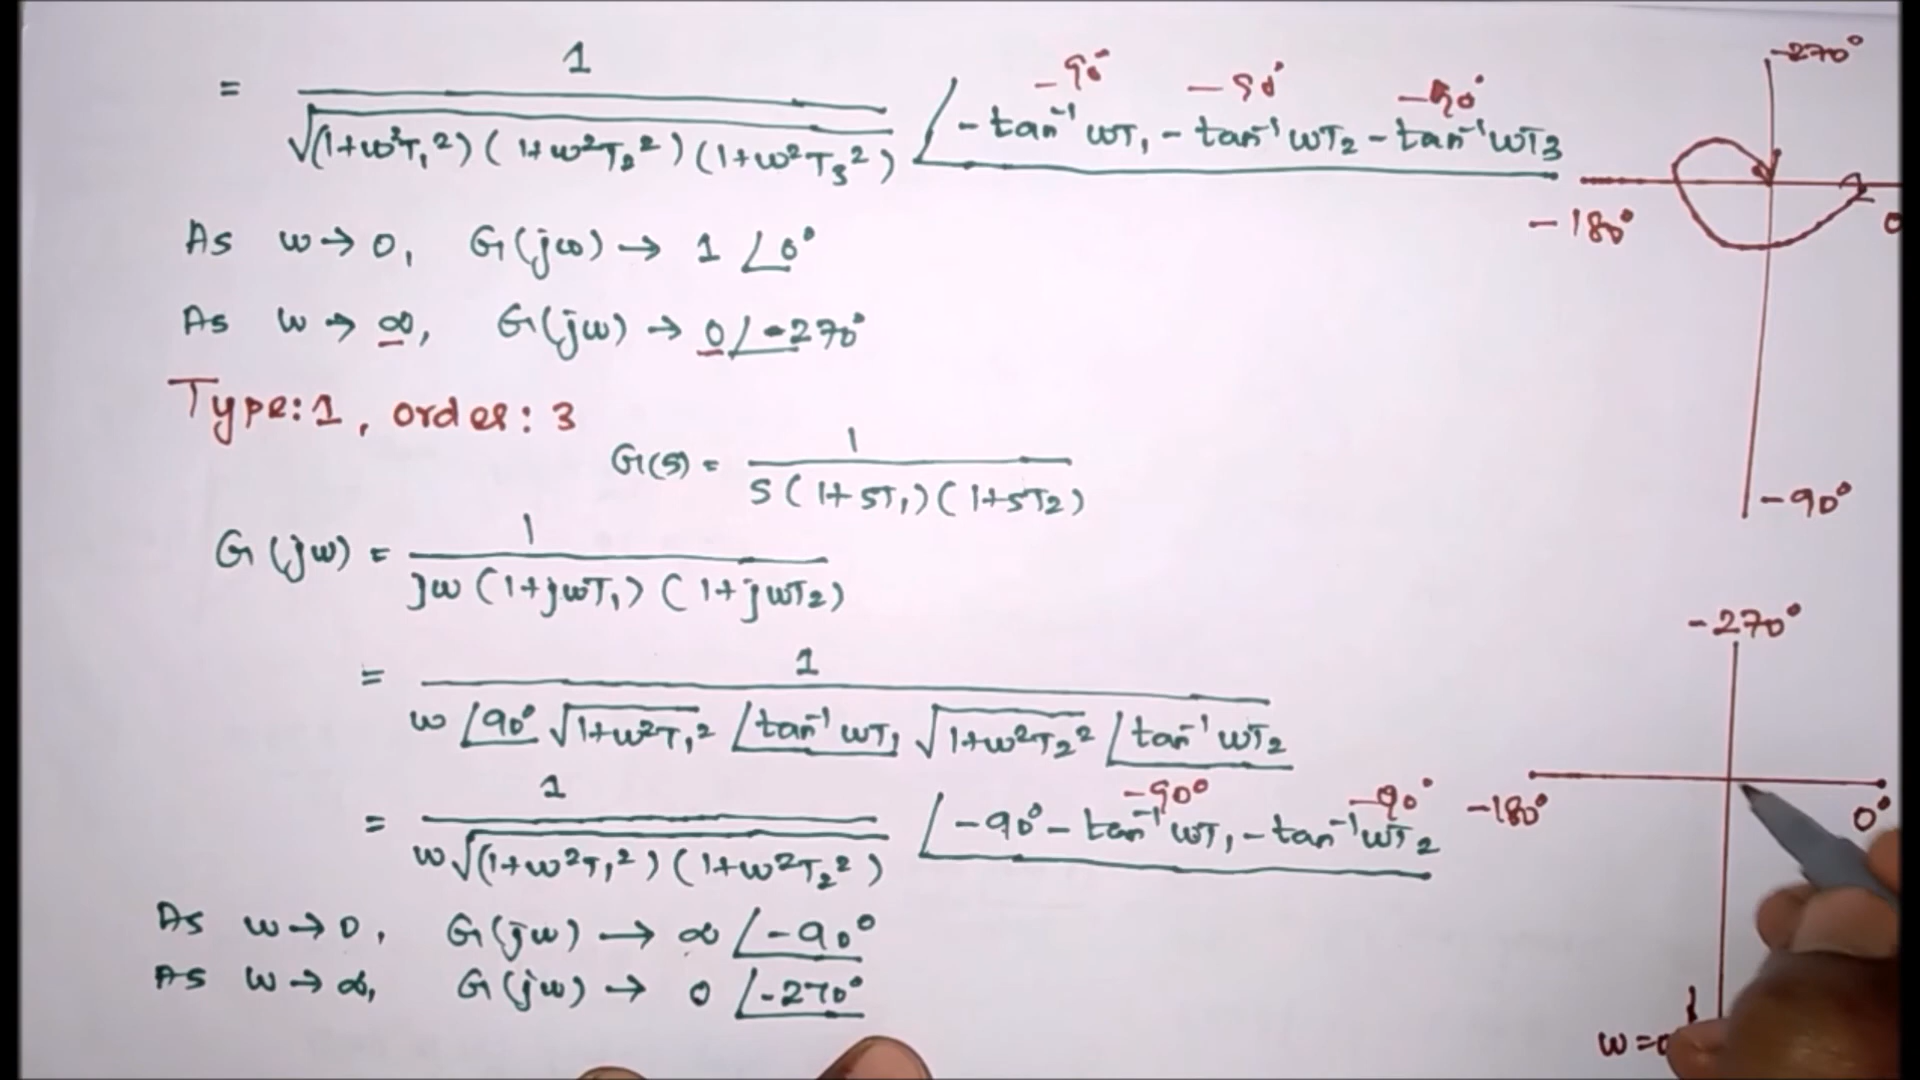 = 1 / √(1+ω²T₁²)(1+ω²T₂²)(1+ω²T₃²) ∠-tan⁻¹ωT₁-tan⁻¹ωT₂-tan⁻¹ωT₃
-90° -90° -90°
-270°
-180°
0
-90°
As ω→0, G(jω)→ 1∠0°
As ω→∞, G(jω)→ 0∠-270°
Type:1, order: 3
G(s) = 1 / s(1+sT₁)(1+sT₂)
G(jω) = 1 / jω(1+jωT₁)(1+jωT₂)
= 1 / ω∠90° √1+ω²T₁² ∠tan⁻¹ωT₁ √1+ω²T₂² ∠tan⁻¹ωT₂
= 1 / ω√(1+ω²T₁²)(1+ω²T₂²) ∠-90°-tan⁻¹ωT₁-tan⁻¹ωT₂
-90° -90°
-270°
-180°
0°
As ω→0, G(jω)→ ∞∠-90°
As ω→∞, G(jω)→ 0∠-270°
ω=